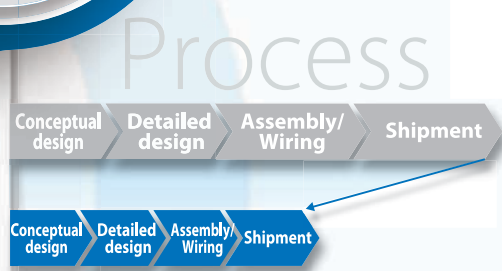 Process
Conceptual
design
Detailed
design
Assembly/
Wiring
Shipment
Conceptual
design
Detailed
design
Assembly/
Wiring
Shipment